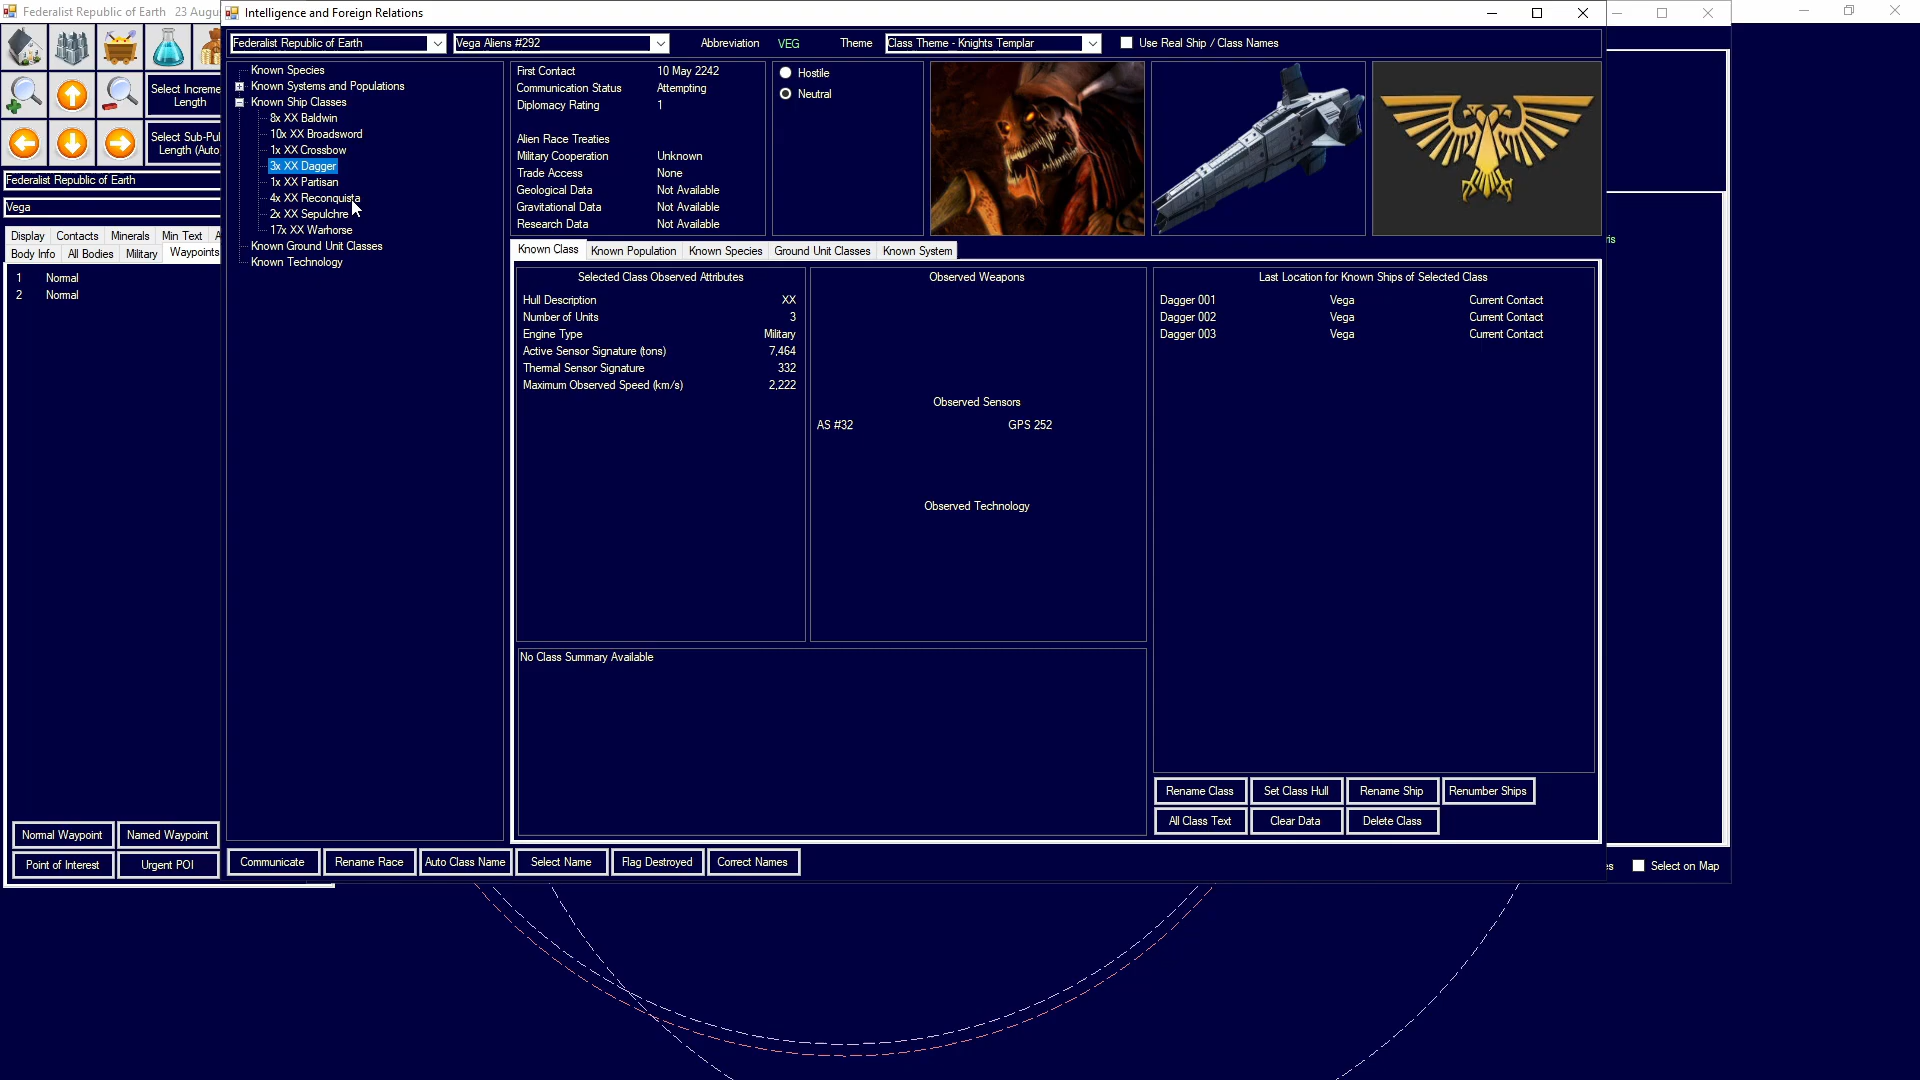 Federalist Republic of Earth 23 Augu
Intelligence and Foreign Relations
Federalist Republic of Earth
Vega Aliens #292
Abbreviation
VEG
Theme
Class Theme - Knights Templar
Use Real Ship / Class Names
Select Increme
Length
Select Sub-Pul
Length (Auto
Federalist Republic of Earth
Vega
Display
Contacts
Minerals
Min Text
A
Body Info
All Bodies
Military
Waypoints
1 Normal
2 Normal
Normal Waypoint
Named Waypoint
Point of Interest
Urgent POI
Known Species
Known Systems and Populations
Known Ship Classes
8x XX Baldwin
10x XX Broadsword
1x XX Crossbow
3x XX Dagger
1x XX Partisan
4x XX Reconquista
2x XX Sepulchre
17x XX Warhorse
Known Ground Unit Classes
Known Technology
First Contact 10 May 2242
Communication Status Attempting
Diplomacy Rating 1
Alien Race Treaties
Military Cooperation Unknown
Trade Access None
Geological Data Not Available
Gravitational Data Not Available
Research Data Not Available
Hostile
Neutral
Known Class
Known Population
Known Species
Ground Unit Classes
Known System
Selected Class Observed Attributes
Hull Description XX
Number of Units 3
Engine Type Military
Active Sensor Signature (tons) 7,464
Thermal Sensor Signature 332
Maximum Observed Speed (km/s) 2,222
Observed Weapons
Observed Sensors
AS #32 GPS 252
Observed Technology
Last Location for Known Ships of Selected Class
Dagger 001 Vega Current Contact
Dagger 002 Vega Current Contact
Dagger 003 Vega Current Contact
No Class Summary Available
Rename Class
Set Class Hull
Rename Ship
Renumber Ships
All Class Text
Clear Data
Delete Class
Communicate
Rename Race
Auto Class Name
Select Name
Flag Destroyed
Correct Names
ris
es
Select on Map